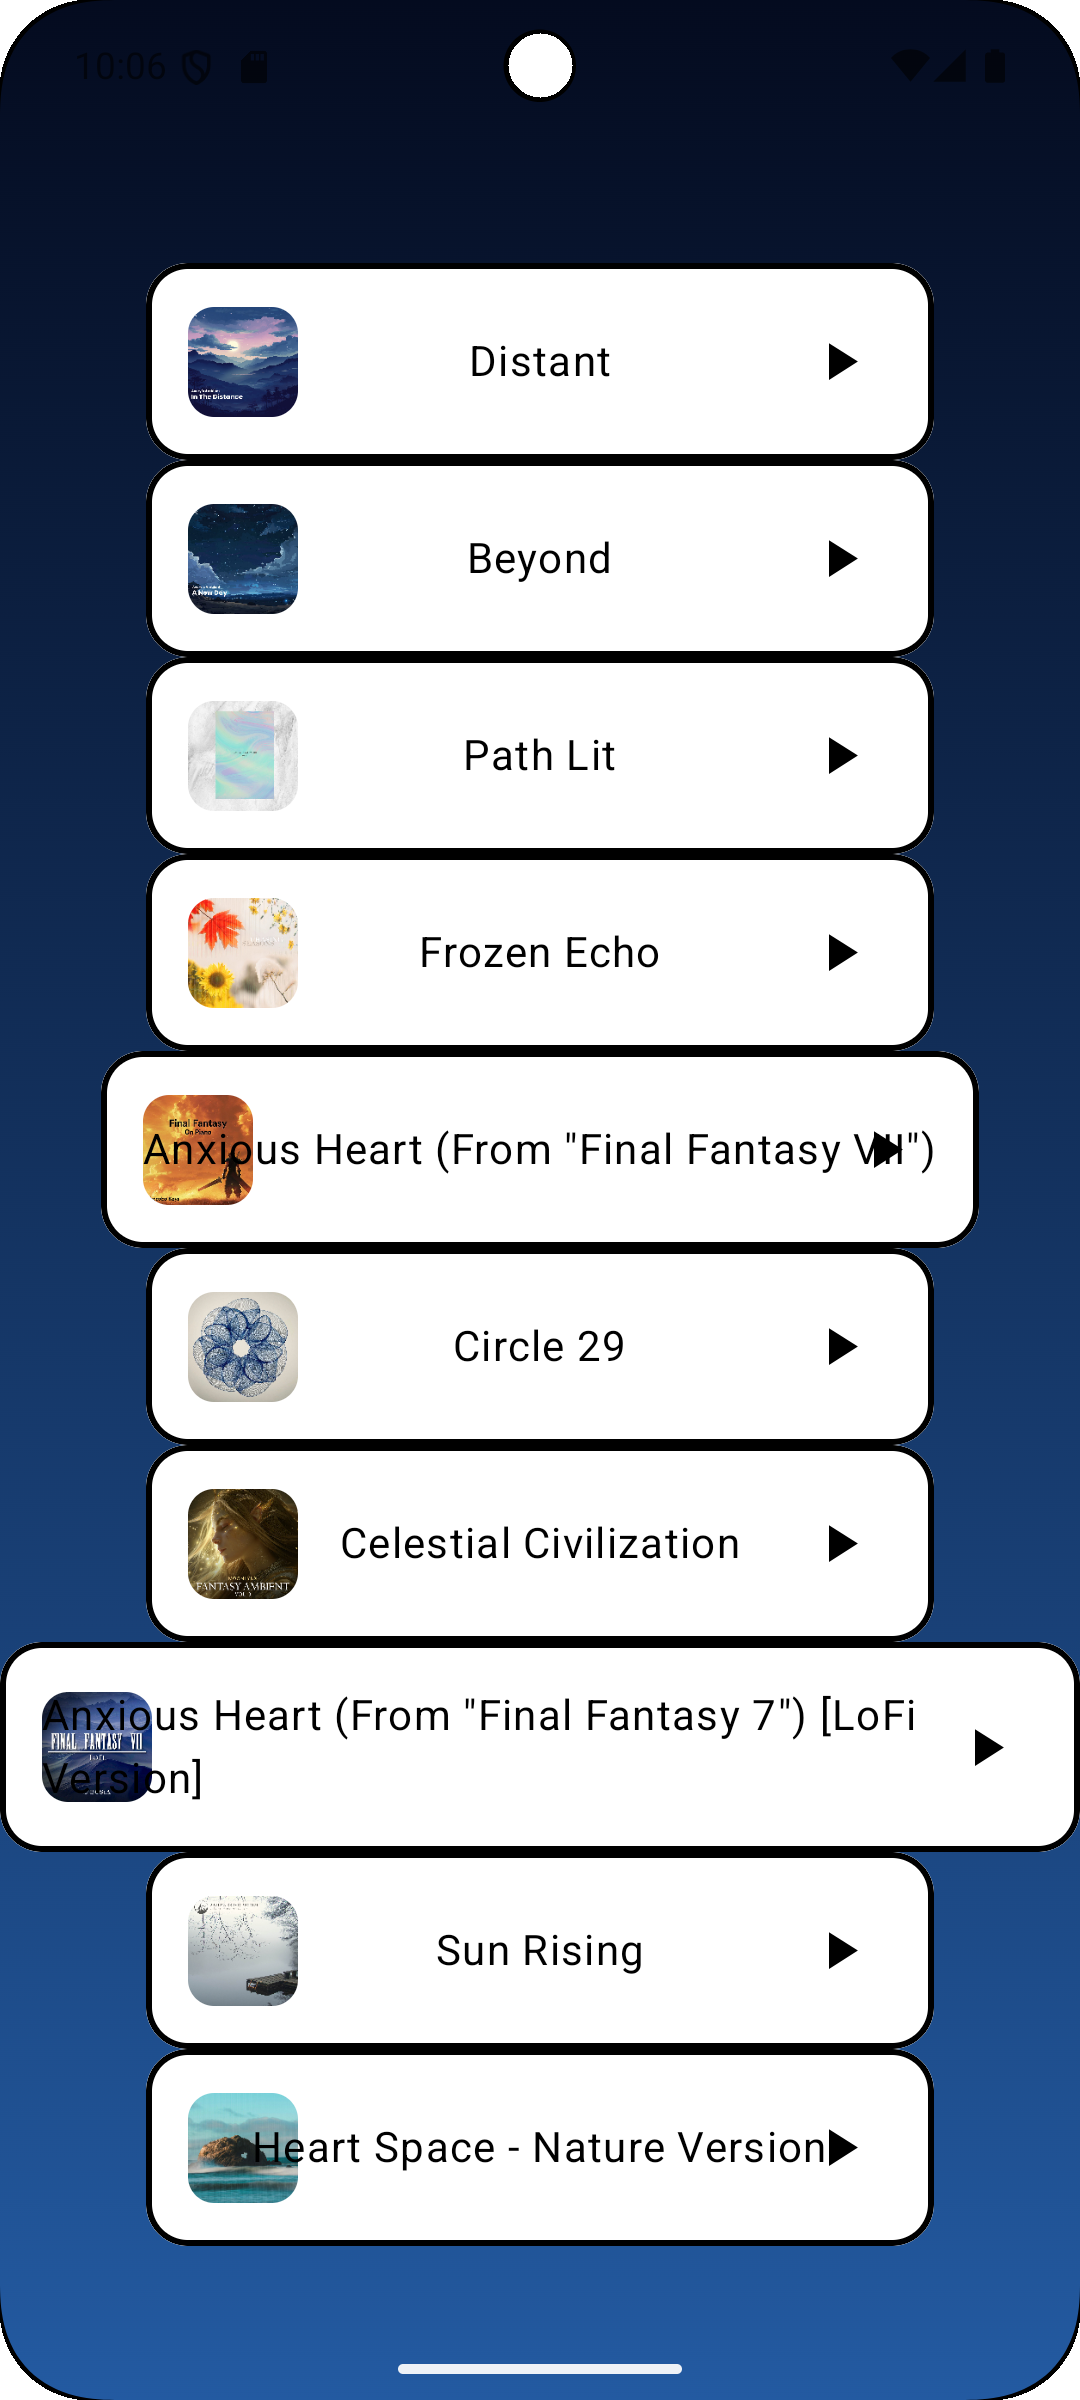 10:06
Distant
In The Distance
Beyond
A New Day
Path Lit
Frozen Echo
Final Fantasy
On Piano
Anxious Heart (From "Final Fantasy VII")
Circle 29
Celestial Civilization
FANTASY AMBIENT
Anxious Heart (From "Final Fantasy 7") [LoFi
Version]
FINAL FANTASY VII
LoFi
Sun Rising
Heart Space - Nature Version